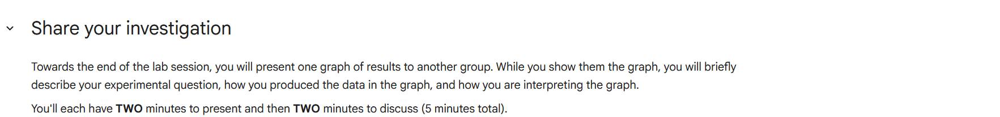 Share your investigation
Towards the end of the lab session, you will present one graph of results to another group. While you show them the graph, you will briefly
describe your experimental question, how you produced the data in the graph, and how you are interpreting the graph.
You'll each have TWO minutes to present and then TWO minutes to discuss (5 minutes total).